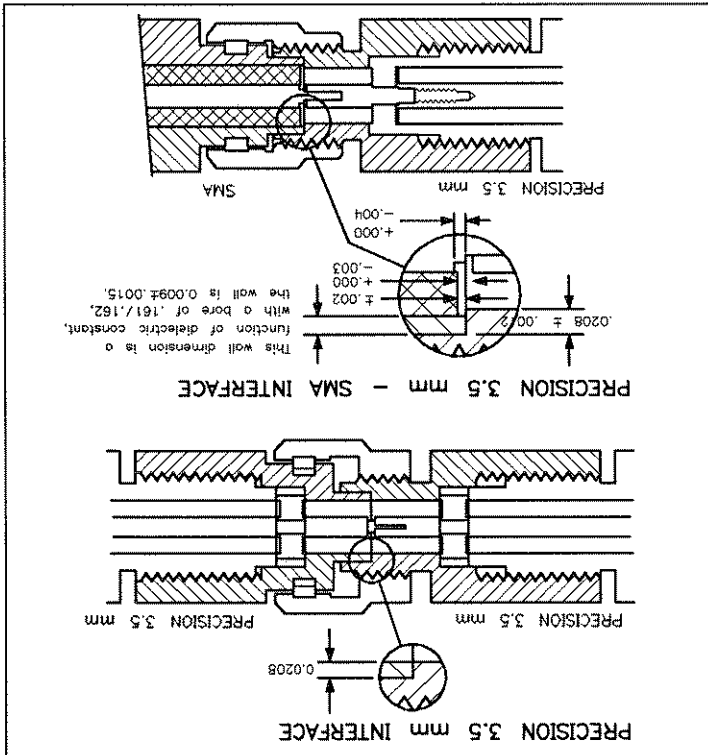 PRECISION 3.5 mm INTERFACE
0.0208
PRECISION 3.5 mm
PRECISION 3.5 mm
PRECISION 3.5 mm – SMA INTERFACE
.0208 ± .0012
This wall dimension is a
function of dielectric constant,
with a bore of .161/.162,
the wall is 0.009±.0015.
± .002
+.000
-.003
+.000
-.004
PRECISION 3.5 mm
SMA